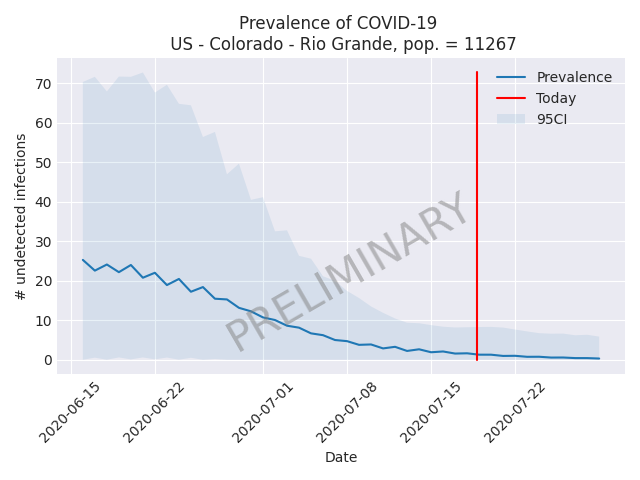 Prevalence of COVID-19
US - Colorado - Rio Grande, pop. = 11267
Prevalence
Today
95CI
# undetected infections
70
60
50
40
30
20
10
0
PRELIMINARY
2020-06-15
2020-06-22
2020-07-01
2020-07-08
2020-07-15
2020-07-22
Date